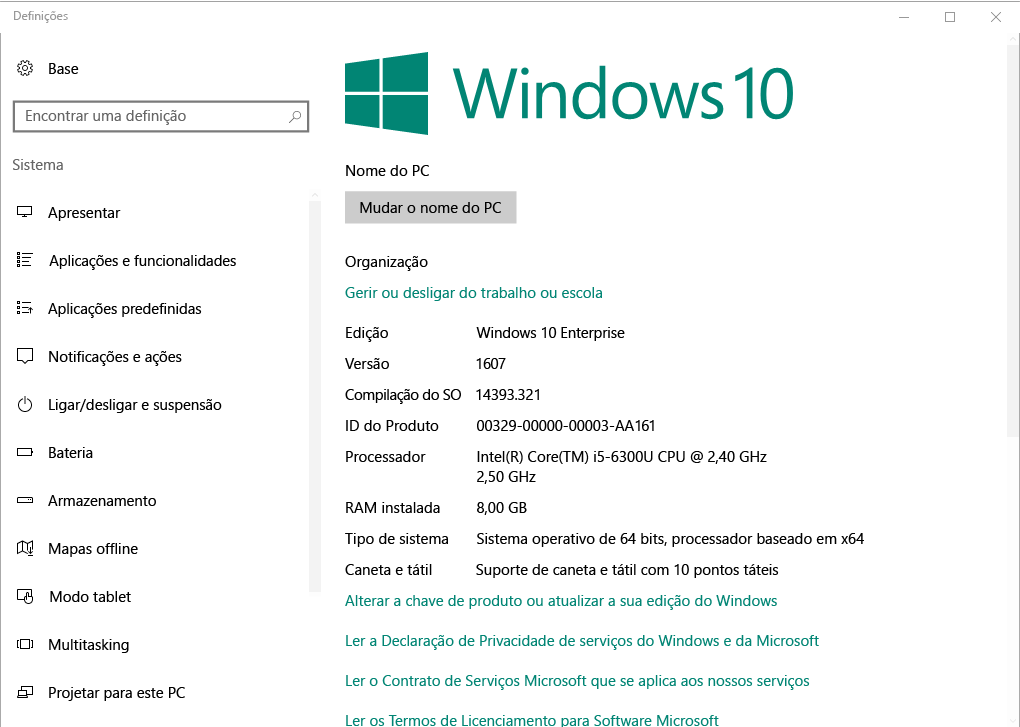 Definições
Base
Encontrar uma definição
Sistema
Apresentar
Aplicações e funcionalidades
Aplicações predefinidas
Notificações e ações
Ligar/desligar e suspensão
Bateria
Armazenamento
Mapas offline
Modo tablet
Multitasking
Projetar para este PC
Windows 10
Nome do PC
Mudar o nome do PC
Organização
Gerir ou desligar do trabalho ou escola
Edição Windows 10 Enterprise
Versão 1607
Compilação do SO 14393.321
ID do Produto 00329-00000-00003-AA161
Processador Intel(R) Core(TM) i5-6300U CPU @ 2,40 GHz
2,50 GHz
RAM instalada 8,00 GB
Tipo de sistema Sistema operativo de 64 bits, processador baseado em x64
Caneta e tátil Suporte de caneta e tátil com 10 pontos táteis
Alterar a chave de produto ou atualizar a sua edição do Windows
Ler a Declaração de Privacidade de serviços do Windows e da Microsoft
Ler o Contrato de Serviços Microsoft que se aplica aos nossos serviços
Ler os Termos de Licenciamento para Software Microsoft